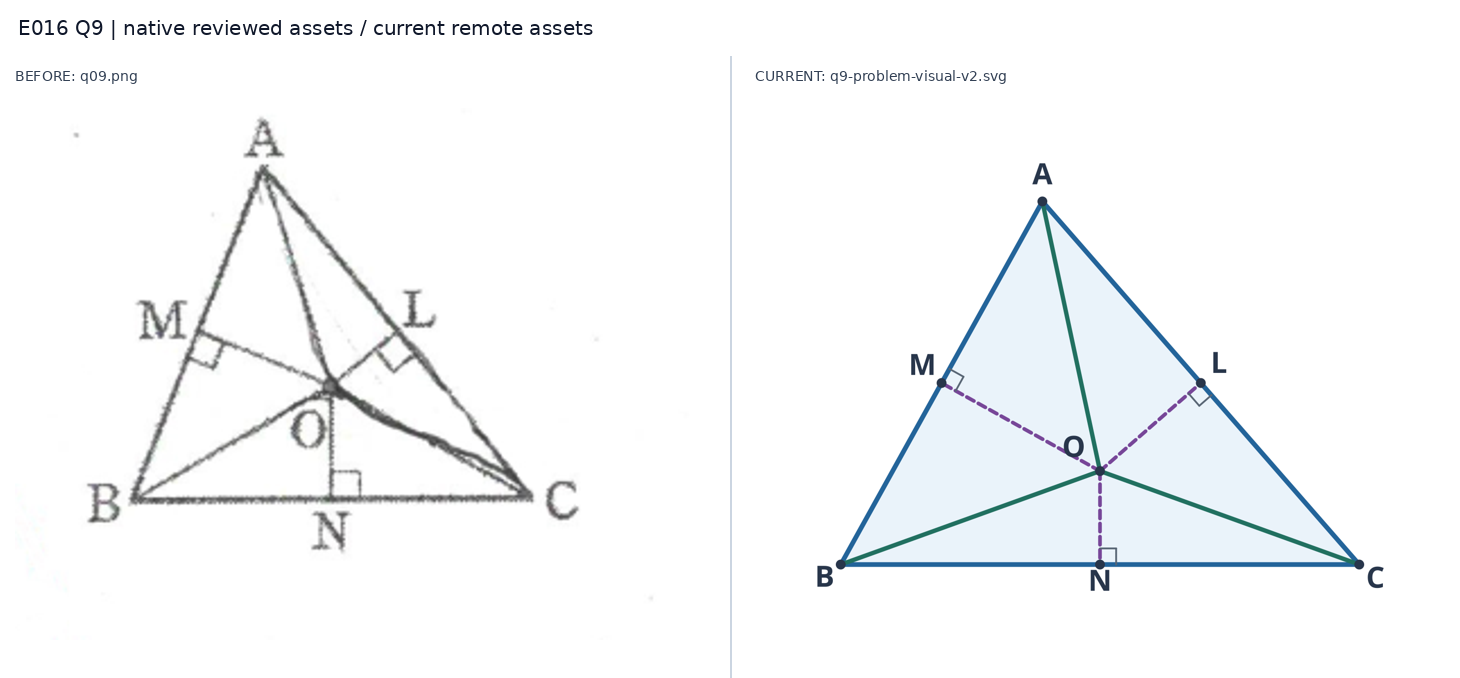 E016 Q9 | native reviewed assets / current remote assets
BEFORE: q09.png
CURRENT: q9-problem-visual-v2.svg
A
M
L
O
B
N
C
A
M
L
O
B
N
C